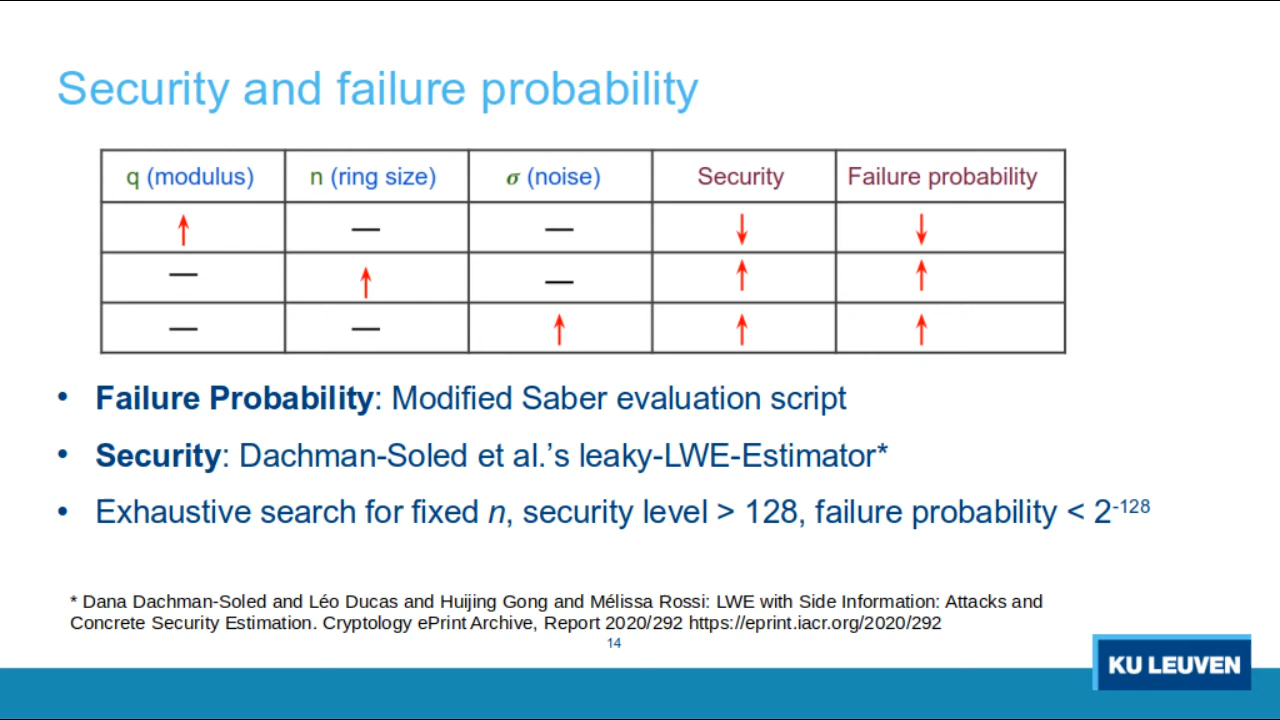 Security and failure probability
q (modulus) n (ring size) σ (noise) Security Failure probability
↑ — — ↓ ↓
— ↑ — ↑ ↑
— — ↑ ↑ ↑
• Failure Probability: Modified Saber evaluation script
• Security: Dachman-Soled et al.’s leaky-LWE-Estimator*
• Exhaustive search for fixed n, security level > 128, failure probability < 2-128
* Dana Dachman-Soled and Léo Ducas and Huijing Gong and Mélissa Rossi: LWE with Side Information: Attacks and
Concrete Security Estimation. Cryptology ePrint Archive, Report 2020/292 https://eprint.iacr.org/2020/292
14
KU LEUVEN